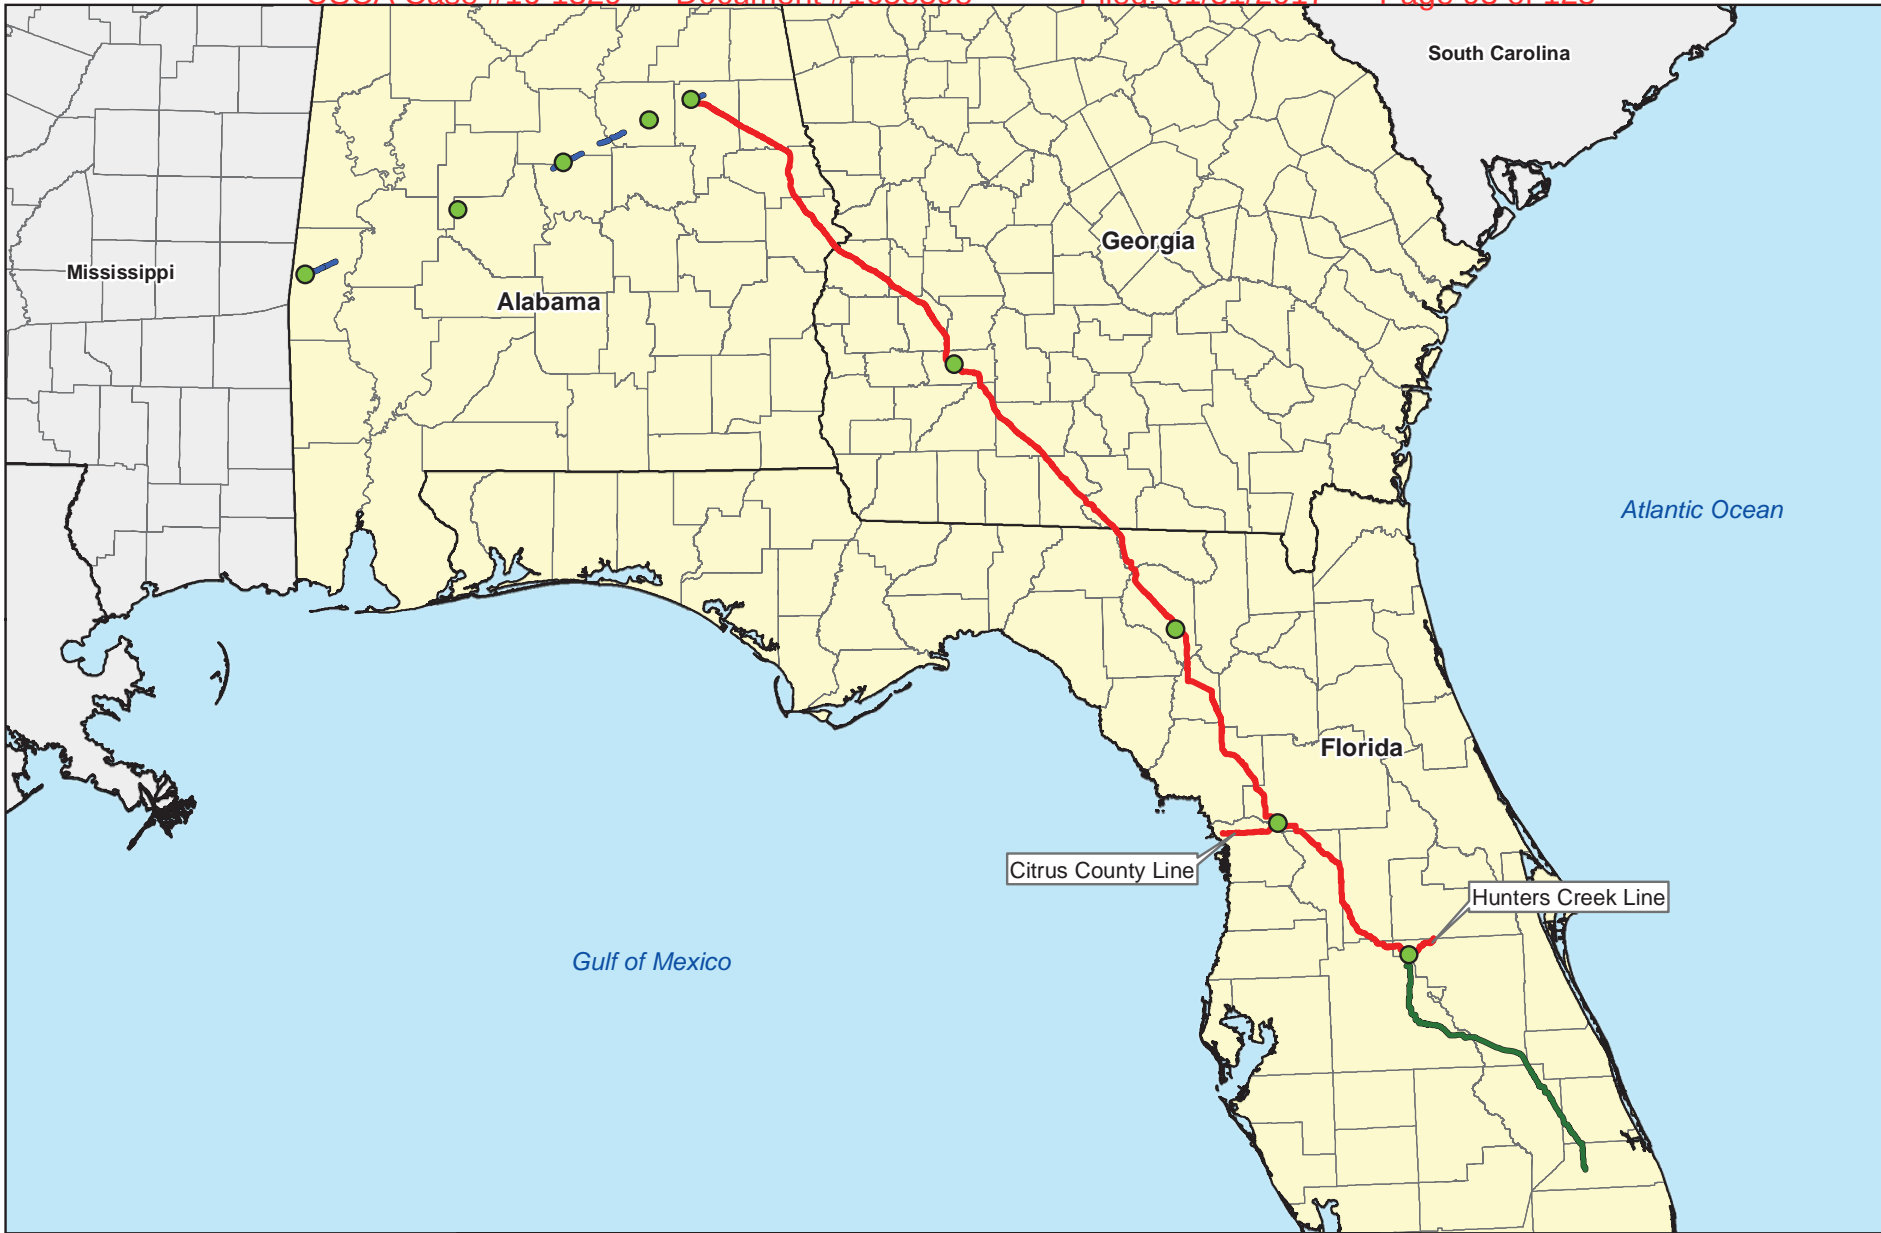 South Carolina
Georgia
Mississippi
Alabama
Atlantic Ocean
Florida
Citrus County Line
Hunters Creek Line
Gulf of Mexico